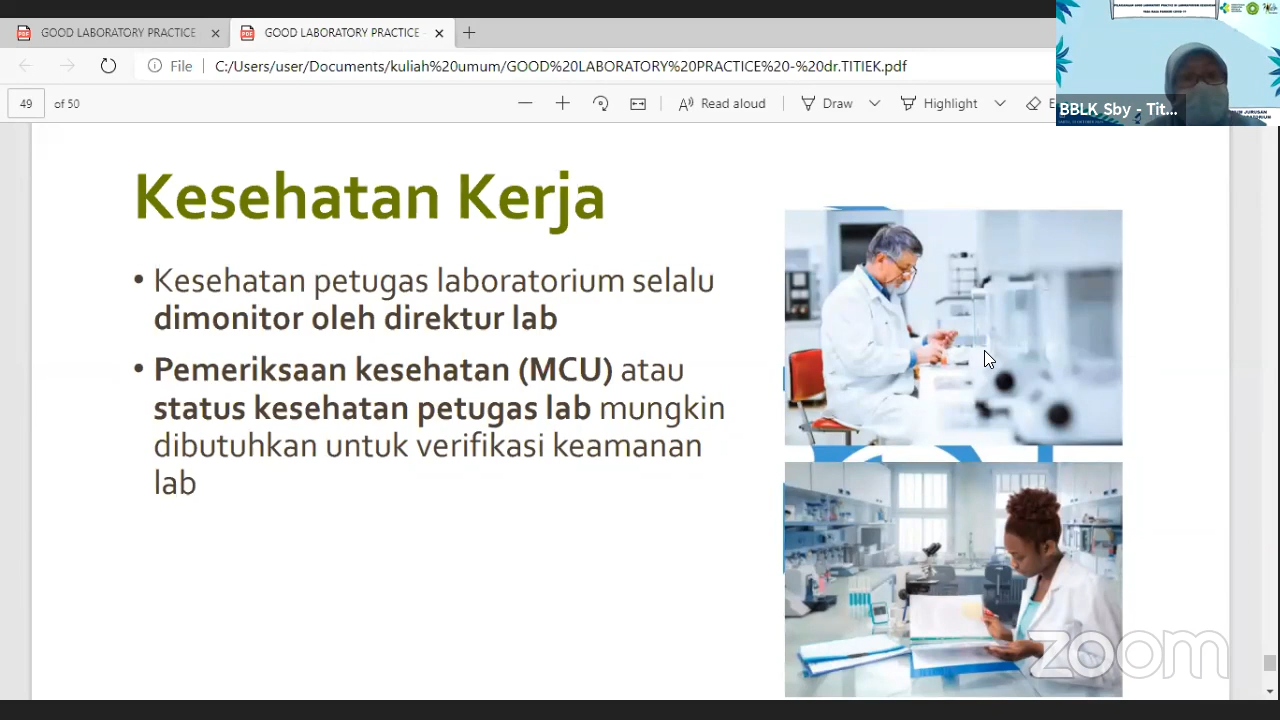 GOOD LABORATORY PRACTICE
GOOD LABORATORY PRACTICE -
File
C:/Users/user/Documents/kuliah%20umum/GOOD%20LABORATORY%20PRACTICE%20-%20dr.TITIEK.pdf
49 of 50
Read aloud
Draw
Highlight
BBLK Sby - Tit...
Kesehatan Kerja
• Kesehatan petugas laboratorium selalu
dimonitor oleh direktur lab
• Pemeriksaan kesehatan (MCU) atau
status kesehatan petugas lab mungkin
dibutuhkan untuk verifikasi keamanan
lab
zoom